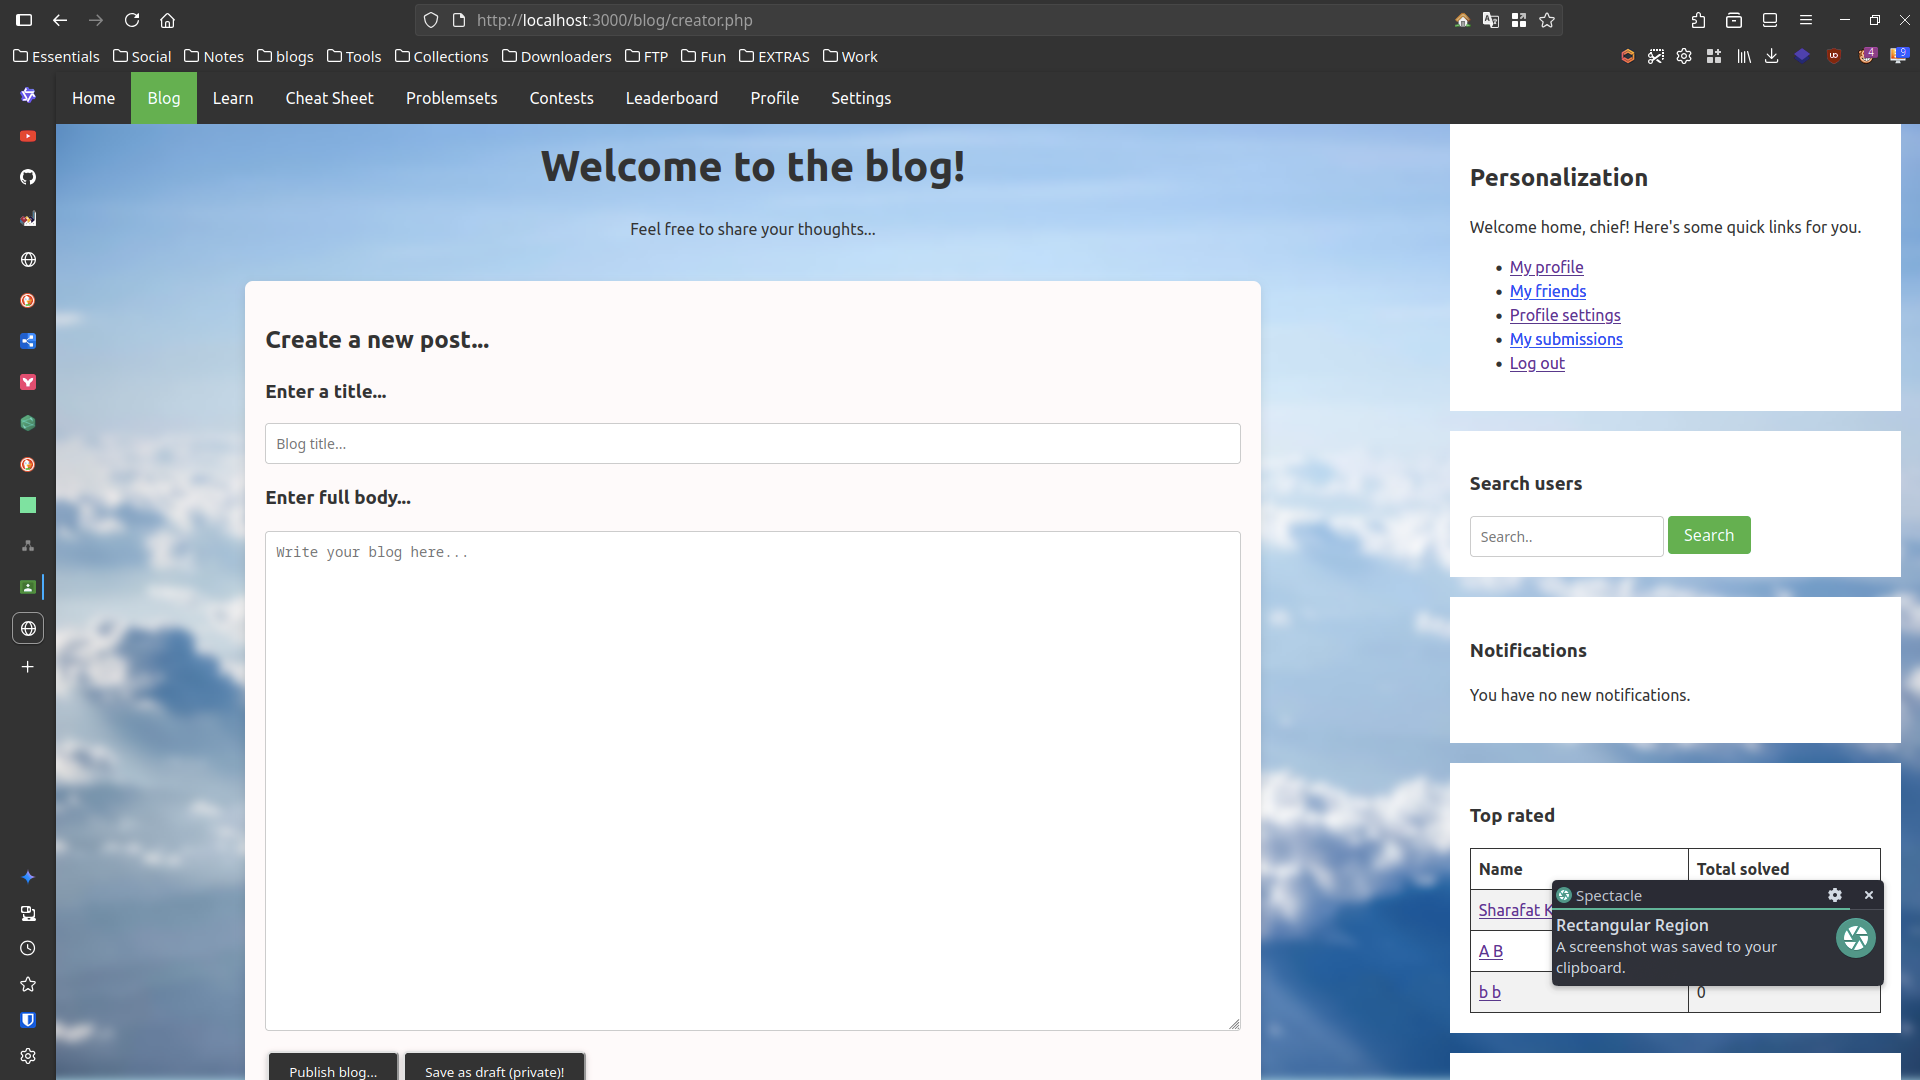 http://localhost:3000/blog/creator.php
Essentials Social Notes blogs Tools Collections Downloaders FTP Fun EXTRAS Work
4 9
Home Blog Learn Cheat Sheet Problemsets Contests Leaderboard Profile Settings
Welcome to the blog!
Feel free to share your thoughts...
Create a new post...
Enter a title...
Blog title...
Enter full body...
Write your blog here...
Publish blog... Save as draft (private)!
Personalization
Welcome home, chief! Here's some quick links for you.
My profile
My friends
Profile settings
My submissions
Log out
Search users
Search.. Search
Notifications
You have no new notifications.
Top rated
Name Total solved
Sharafat K
A B
b b 0
Spectacle
Rectangular Region
A screenshot was saved to your
clipboard.